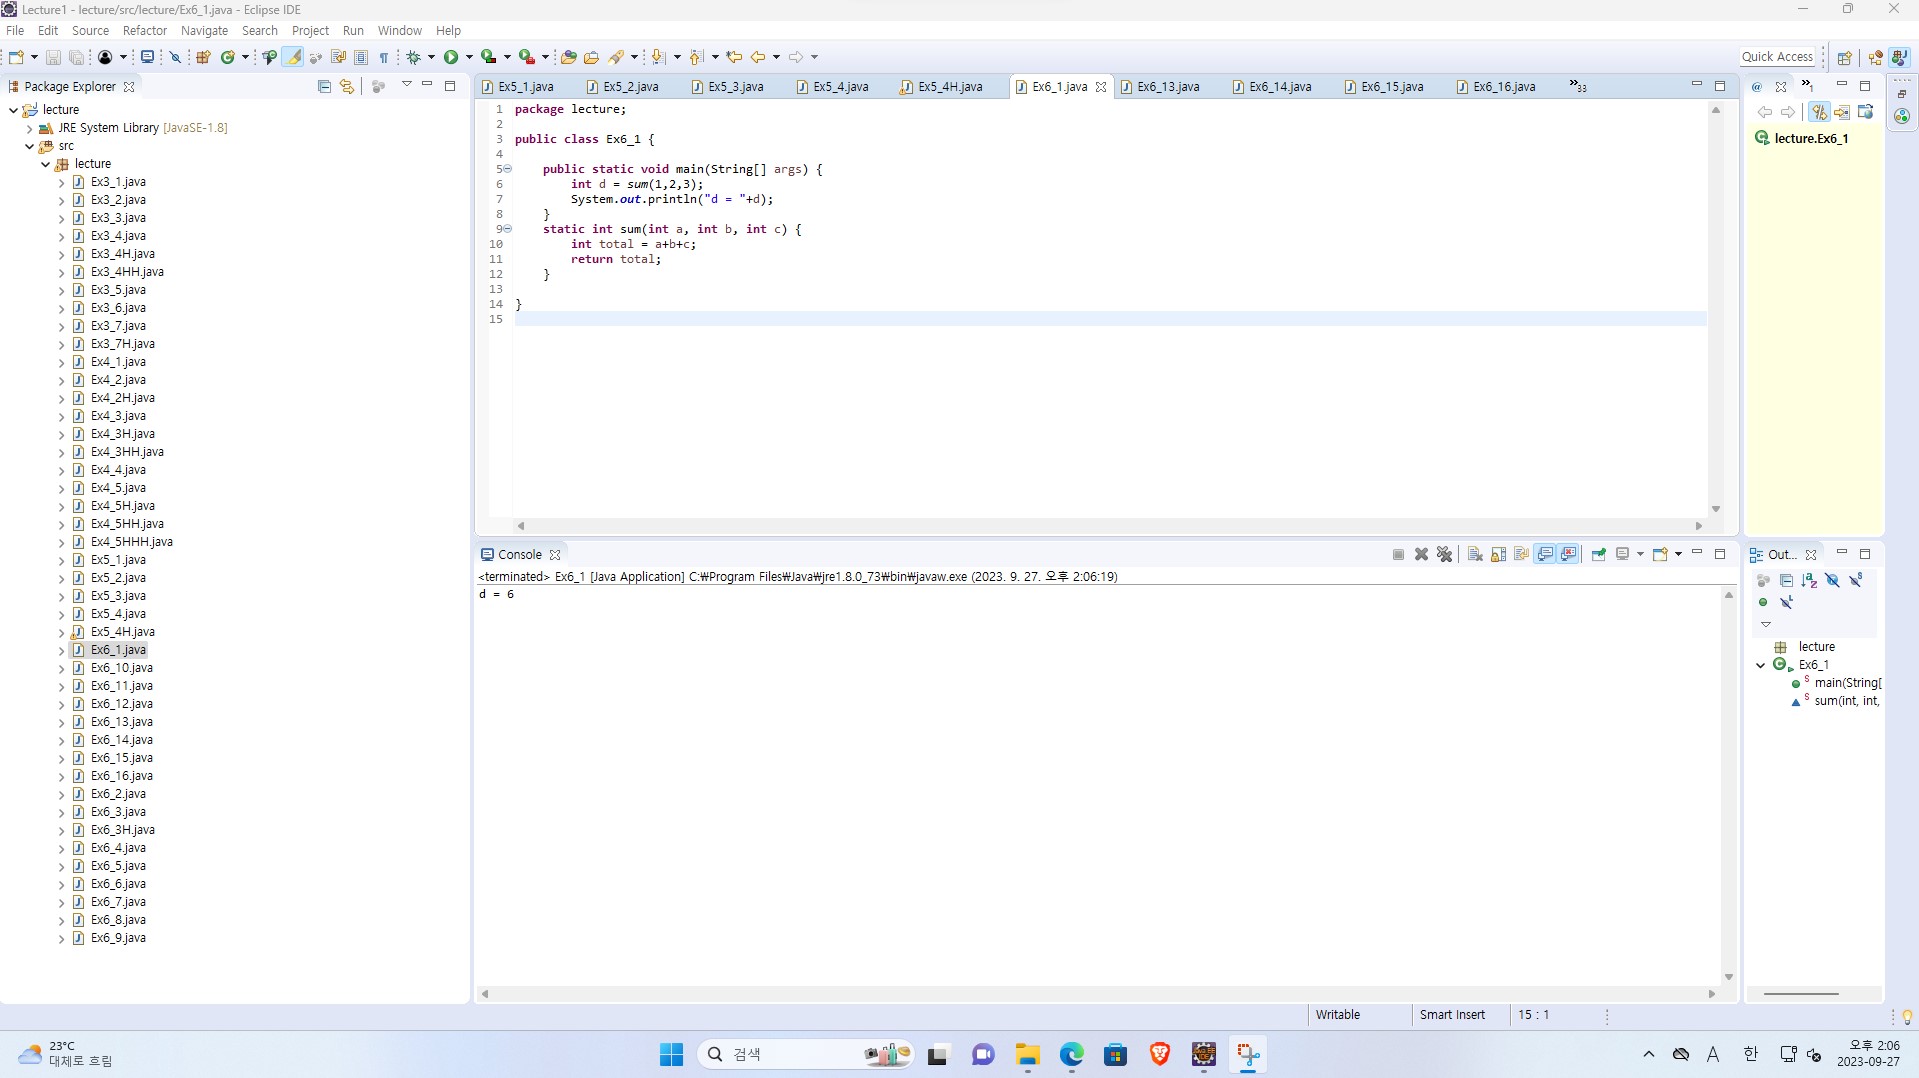 Lecture1 - lecture/src/lecture/Ex6_1.java - Eclipse IDE
File Edit Source Refactor Navigate Search Project Run Window Help
Quick Access
Package Explorer
lecture
JRE System Library [JavaSE-1.8]
src
lecture
Ex3_1.java
Ex3_2.java
Ex3_3.java
Ex3_4.java
Ex3_4H.java
Ex3_4HH.java
Ex3_5.java
Ex3_6.java
Ex3_7.java
Ex3_7H.java
Ex4_1.java
Ex4_2.java
Ex4_2H.java
Ex4_3.java
Ex4_3H.java
Ex4_3HH.java
Ex4_4.java
Ex4_5.java
Ex4_5H.java
Ex4_5HH.java
Ex4_5HHH.java
Ex5_1.java
Ex5_2.java
Ex5_3.java
Ex5_4.java
Ex5_4H.java
Ex6_1.java
Ex6_10.java
Ex6_11.java
Ex6_12.java
Ex6_13.java
Ex6_14.java
Ex6_15.java
Ex6_16.java
Ex6_2.java
Ex6_3.java
Ex6_3H.java
Ex6_4.java
Ex6_5.java
Ex6_6.java
Ex6_7.java
Ex6_8.java
Ex6_9.java
Ex5_1.java Ex5_2.java Ex5_3.java Ex5_4.java Ex5_4H.java Ex6_1.java Ex6_13.java Ex6_14.java Ex6_15.java Ex6_16.java »33
1 package lecture;
2
3 public class Ex6_1 {
4
5 public static void main(String[] args) {
6 int d = sum(1,2,3);
7 System.out.println("d = "+d);
8 }
9 static int sum(int a, int b, int c) {
10 int total = a+b+c;
11 return total;
12 }
13
14 }
15
@ »1
lecture.Ex6_1
Console
<terminated> Ex6_1 [Java Application] C:₩Program Files₩Java₩jre1.8.0_73₩bin₩javaw.exe (2023. 9. 27. 오후 2:06:19)
d = 6
Out...
lecture
Ex6_1
main(String[
sum(int, int,
Writable Smart Insert 15 : 1
23°C
대체로 흐림
검색
A 한
오후 2:06
2023-09-27